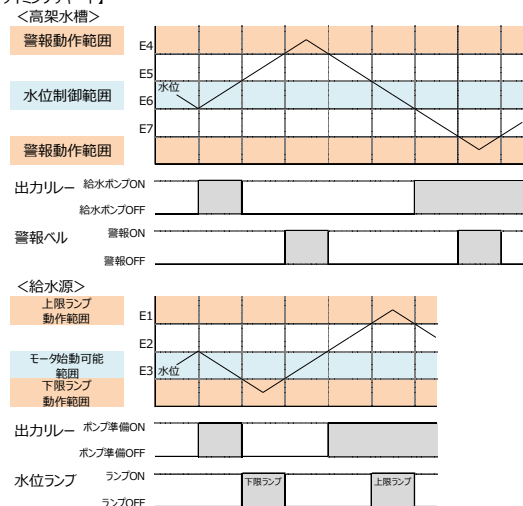 ＜高架水槽＞
警報動作範囲
E4
E5
水位
水位制御範囲
E6
E7
警報動作範囲
出力リレー 給水ポンプON
給水ポンプOFF
警報ベル 警報ON
警報OFF
＜給水源＞
上限ランプ
動作範囲
E1
E2
モータ始動可能
範囲
E3 水位
下限ランプ
動作範囲
出力リレー ポンプ準備ON
ポンプ準備OFF
水位ランプ ランプON
下限ランプ 上限ランプ
ランプOFF